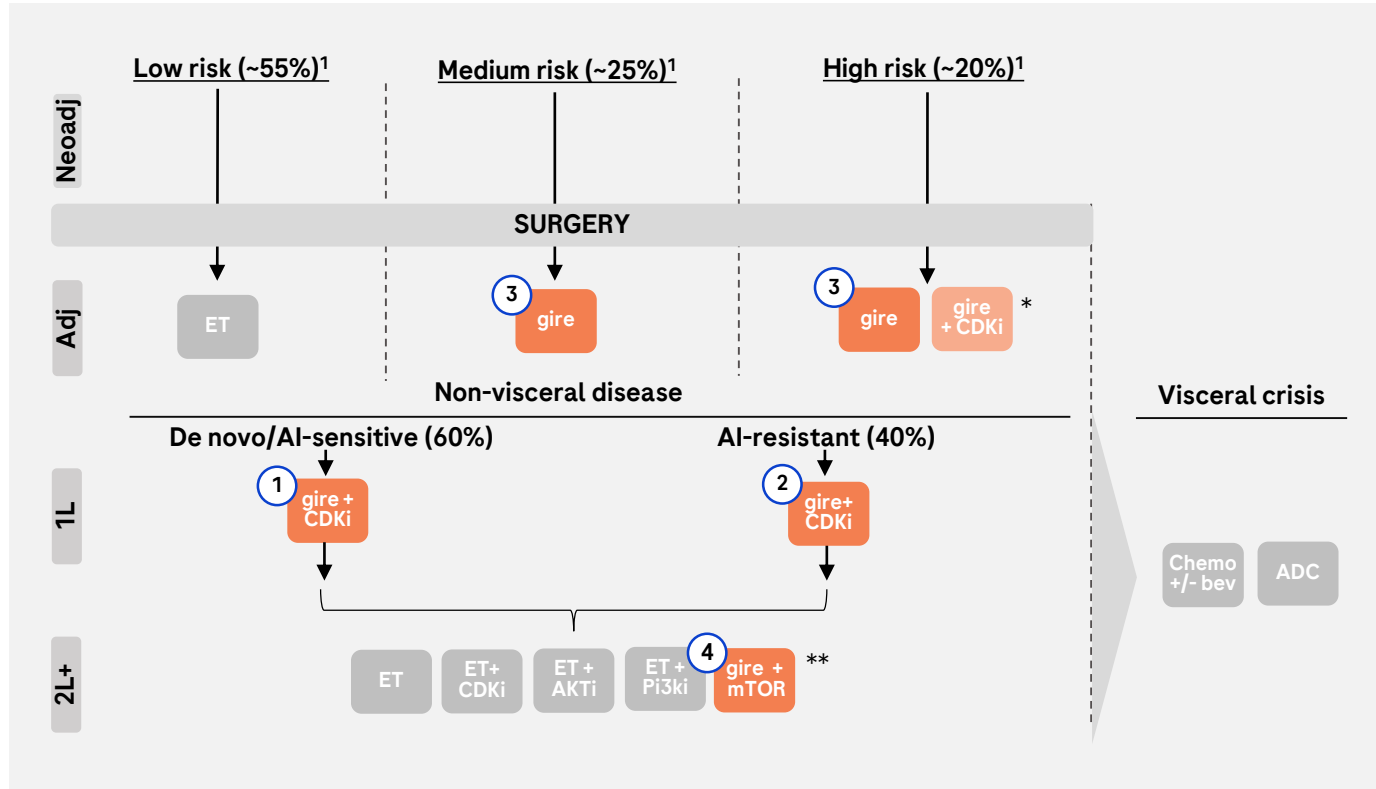 Low risk (~55%)¹
Medium risk (~25%)¹
High risk (~20%)¹
Neoadj
SURGERY
Adj
ET
3
gire
3
gire
gire
+ CDKi
*
Non-visceral disease
Visceral crisis
De novo/AI-sensitive (60%)
AI-resistant (40%)
1L
1
gire +
CDKi
2
gire+
CDKi
Chemo
+/- bev
ADC
2L+
ET
ET+
CDKi
ET +
AKTi
ET +
Pi3ki
4
gire +
mTOR
**